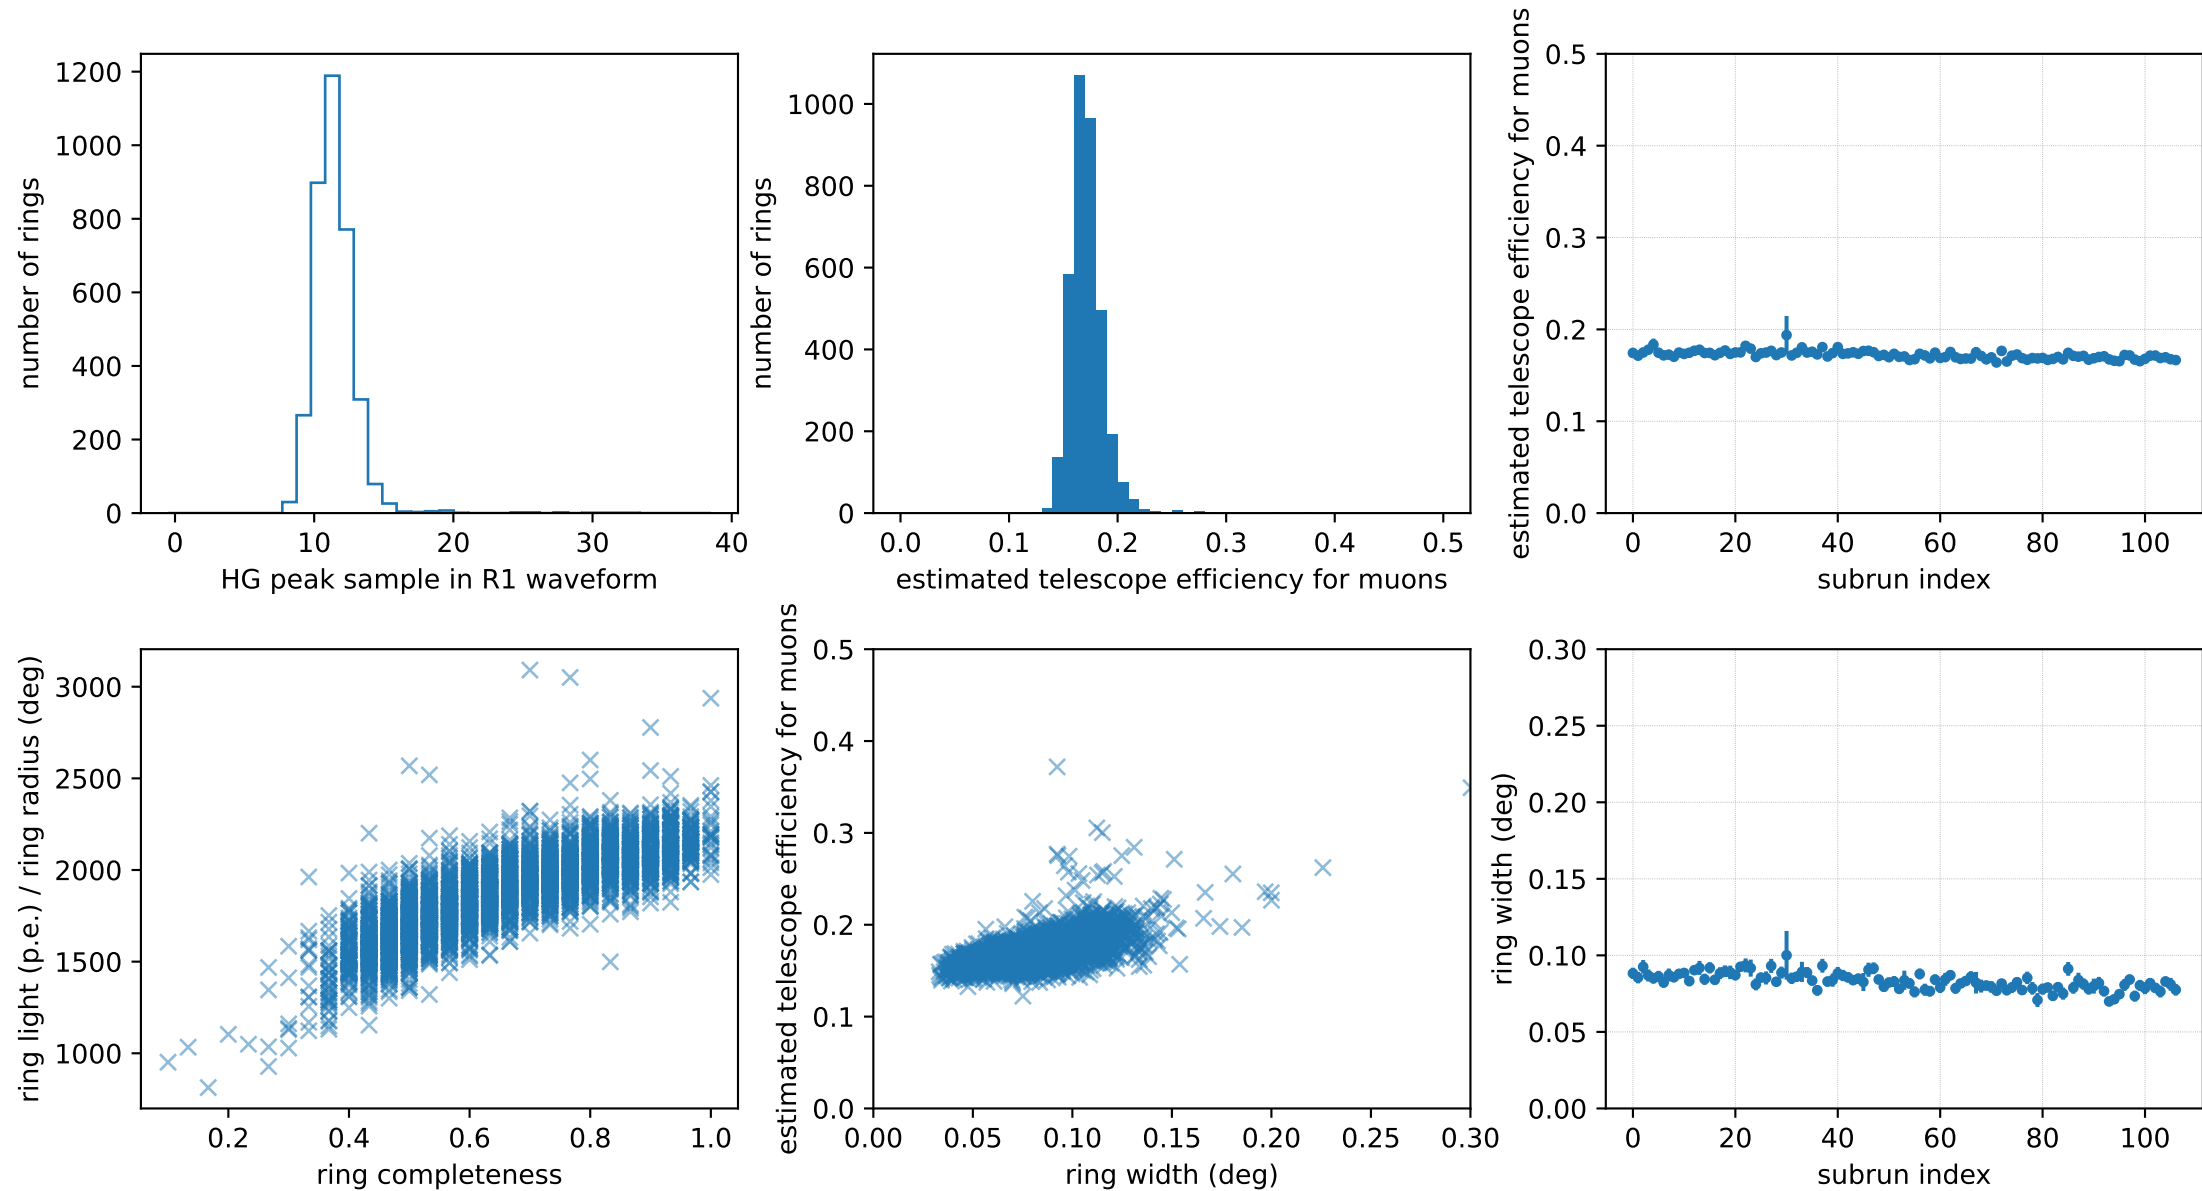 1200
1000
800
600
400
200
0
number of rings
0 10 20 30 40
HG peak sample in R1 waveform
1000
800
600
400
200
0
number of rings
0.0 0.1 0.2 0.3 0.4 0.5
estimated telescope efficiency for muons
0.5
0.4
0.3
0.2
0.1
0.0
estimated telescope efficiency for muons
0 20 40 60 80 100
subrun index
3000
2500
2000
1500
1000
ring light (p.e.) / ring radius (deg)
0.2 0.4 0.6 0.8 1.0
ring completeness
0.5
0.4
0.3
0.2
0.1
0.0
estimated telescope efficiency for muons
0.00 0.05 0.10 0.15 0.20 0.25 0.30
ring width (deg)
0.30
0.25
0.20
0.15
0.10
0.05
0.00
ring width (deg)
0 20 40 60 80 100
subrun index